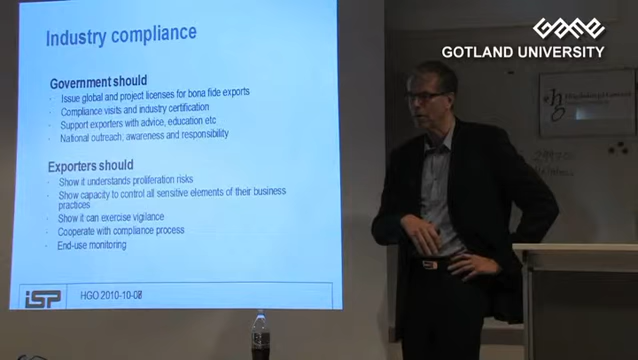 Industry compliance
Government should
· Issue global and project licenses for bona fide exports
· Compliance visits and industry certification
· Support exporters with advice, education etc
· National outreach; awareness and responsibility
Exporters should
· Show it understands proliferation risks
· Show capacity to control all sensitive elements of their business
practices
· Show it can exercise vigilance
· Cooperate with compliance process
· End-use monitoring
iSP
HGO 2010-10-08
GAME
GOTLAND UNIVERSITY
hg